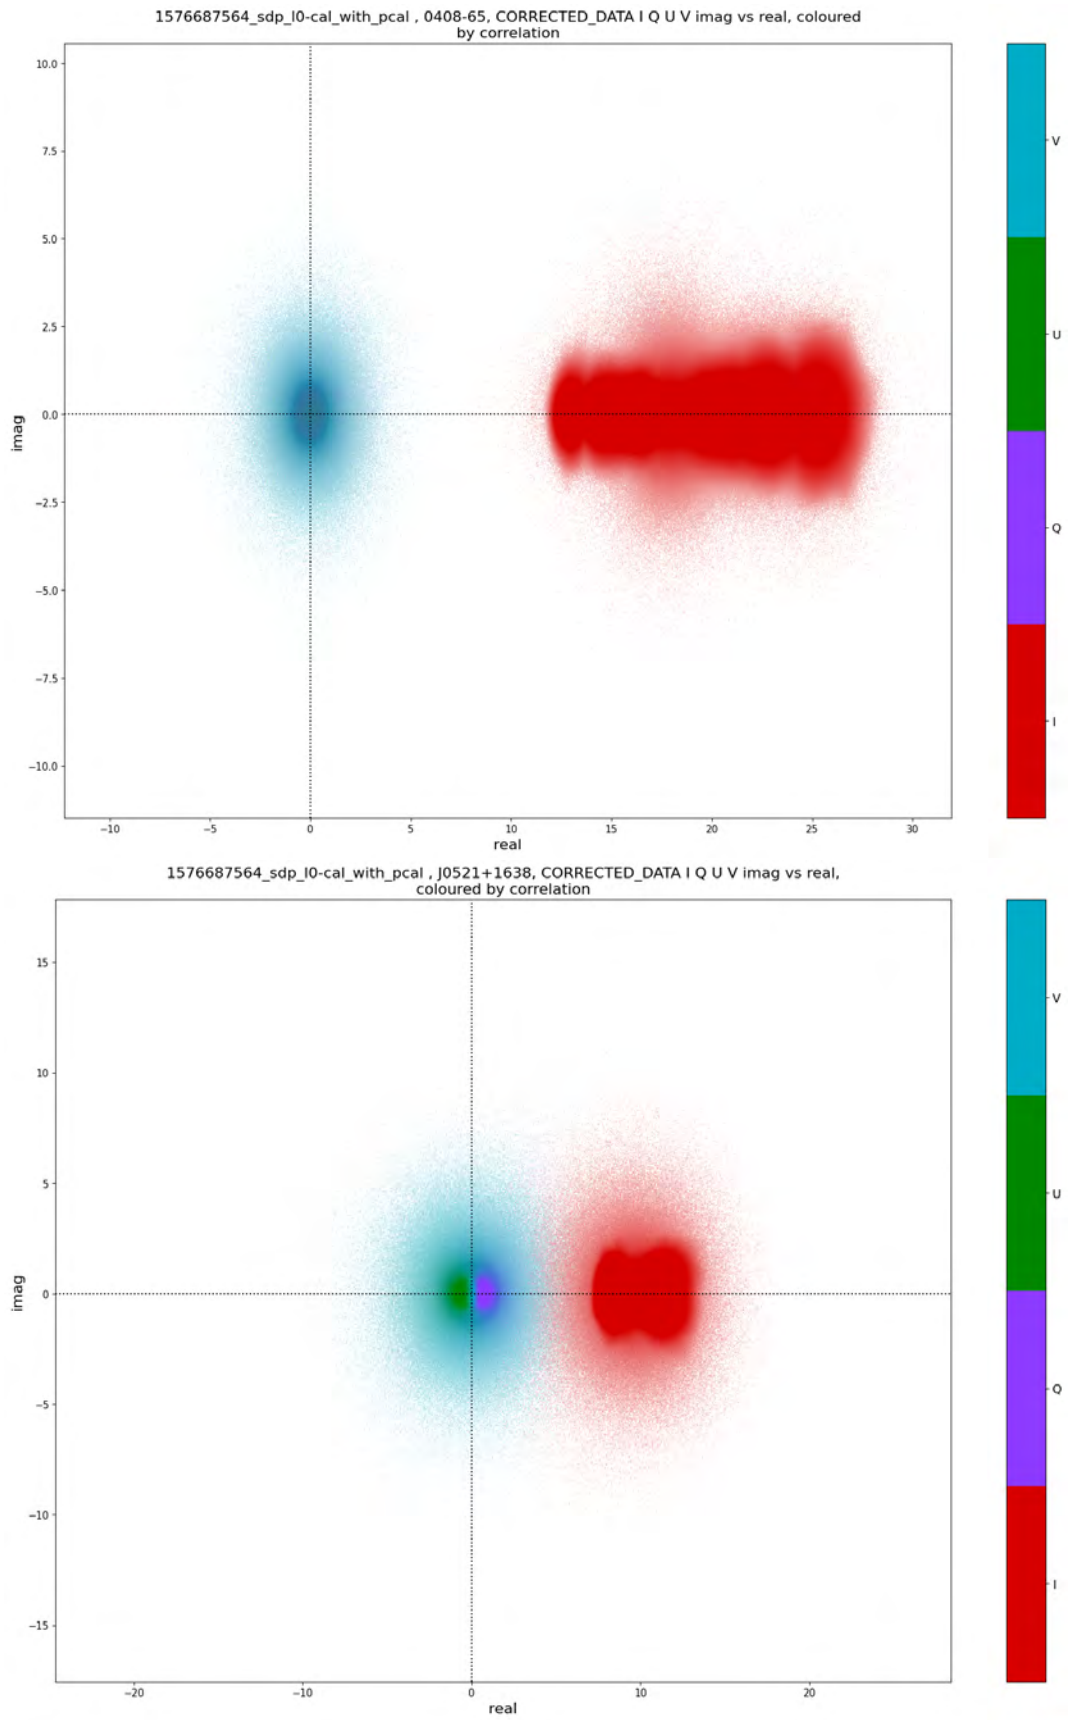 1576687564_sdp_l0-cal_with_pcal , 0408-65, CORRECTED_DATA I Q U V imag vs real, coloured
by correlation
10.0
7.5
5.0
2.5
0.0
−2.5
−5.0
−7.5
−10.0
imag
−10
−5
0
5
10
15
20
25
30
real
V
U
Q
I
1576687564_sdp_l0-cal_with_pcal , J0521+1638, CORRECTED_DATA I Q U V imag vs real,
coloured by correlation
15
10
5
0
−5
−10
−15
imag
−20
−10
0
10
20
real
V
U
Q
I